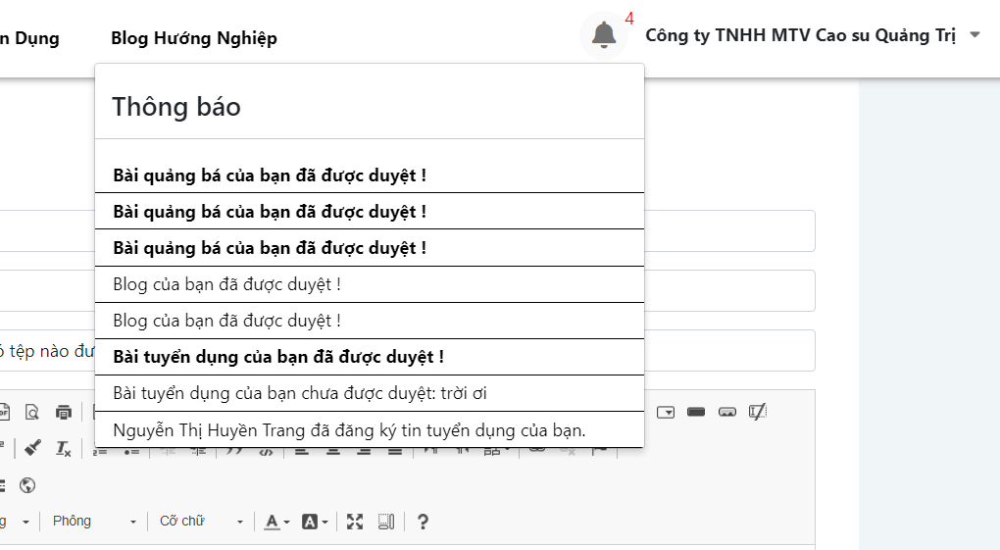 n Dụng
Blog Hướng Nghiệp
4
Công ty TNHH MTV Cao su Quảng Trị
Thông báo
Bài quảng bá của bạn đã được duyệt !
Bài quảng bá của bạn đã được duyệt !
Bài quảng bá của bạn đã được duyệt !
Blog của bạn đã được duyệt !
Blog của bạn đã được duyệt !
Bài tuyển dụng của bạn đã được duyệt !
Bài tuyển dụng của bạn chưa được duyệt: trời ơi
Nguyễn Thị Huyền Trang đã đăng ký tin tuyển dụng của bạn.
ó tệp nào đư
g
Phông
Cỡ chữ